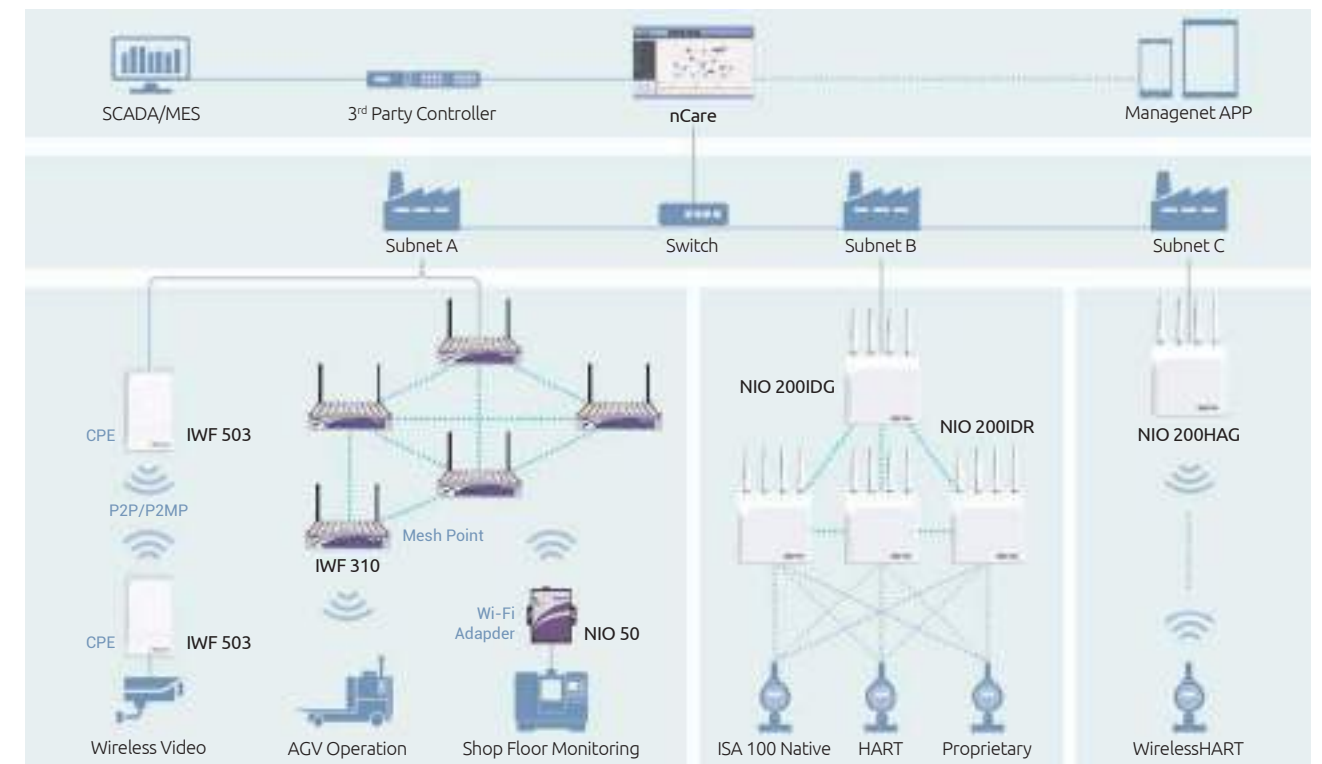 SCADA/MES
3rd Party Controller
nCare
Managenet APP
Subnet A
Switch
Subnet B
Subnet C
NIO 200IDG
NIO 200IDR
CPE
IWF 503
NIO 200HAG
P2P/P2MP
Mesh Point
IWF 310
Wi-Fi
Adapder
NIO 50
CPE
IWF 503
Wireless Video
AGV Operation
Shop Floor Monitoring
ISA 100 Native
HART
Proprietary
WirelessHART